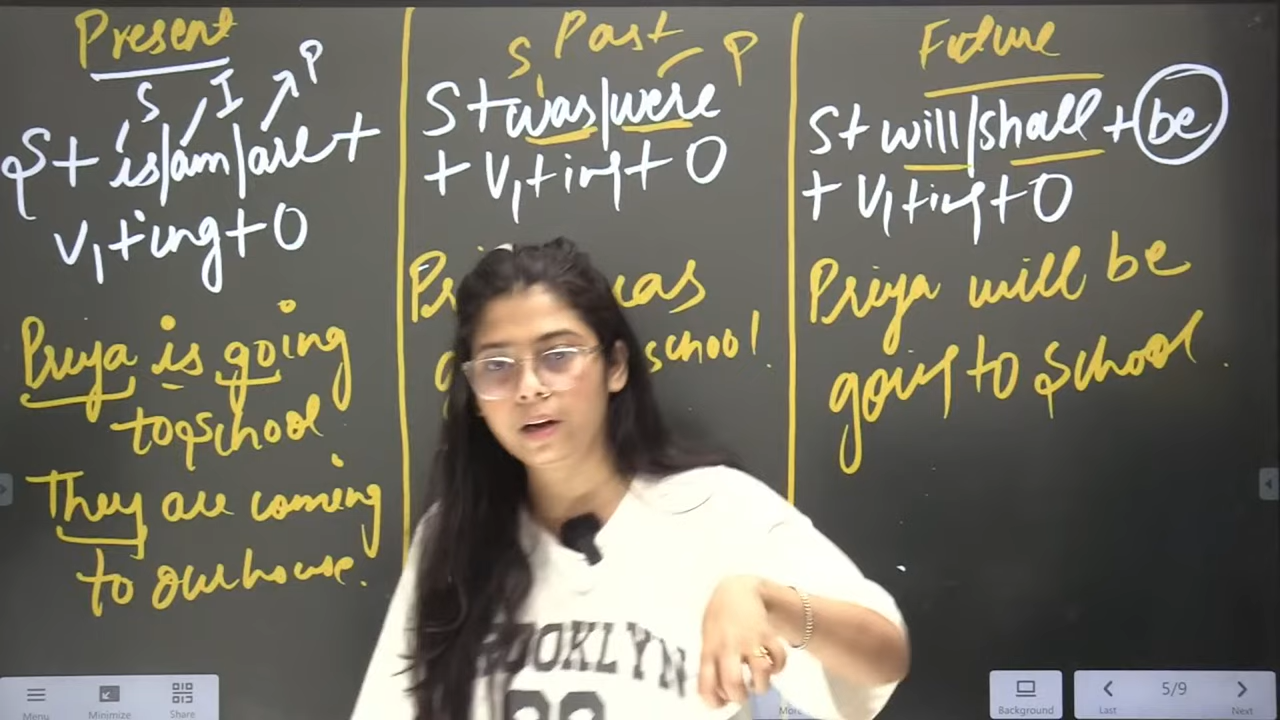 Present
S I P
S + is/am/are +
V1 + ing + O
Priya is going
to school
They are coming
to our house.
Past
S P
S + was/were
+ V1 + ing + O
school.
Future
S + will/shall + be
+ V1 + ing + O
Priya will be
going to school.
BROOKLYN
Menu
Minimize
Share
More
Background
Last
5/9
Next